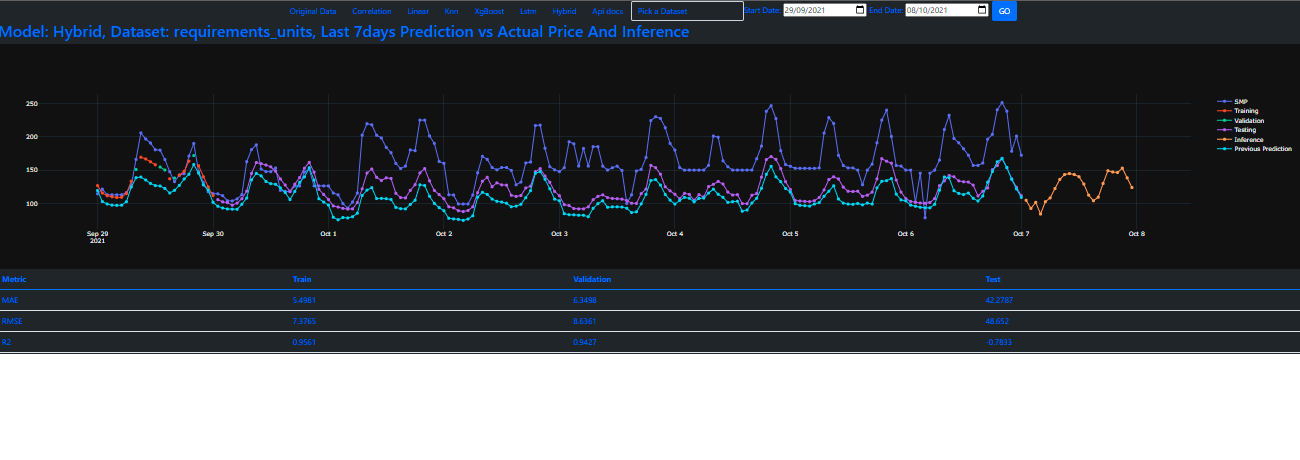 Original Data Correlation Linear Knn XgBoost Lstm Hybrid Api docs Pick a Dataset Start Date: 29/09/2021 End Date: 08/10/2021 GO
Model: Hybrid, Dataset: requirements_units, Last 7days Prediction vs Actual Price And Inference
250
200
150
100
Sep 29
2021
Sep 30
Oct 1
Oct 2
Oct 3
Oct 4
Oct 5
Oct 6
Oct 7
Oct 8
SMP
Training
Validation
Testing
Inference
Previous Prediction
Metric Train Validation Test
MAE 5.4981 6.3498 42.2787
RMSE 7.3765 8.6361 48.652
R2 0.9561 0.9427 -0.7835